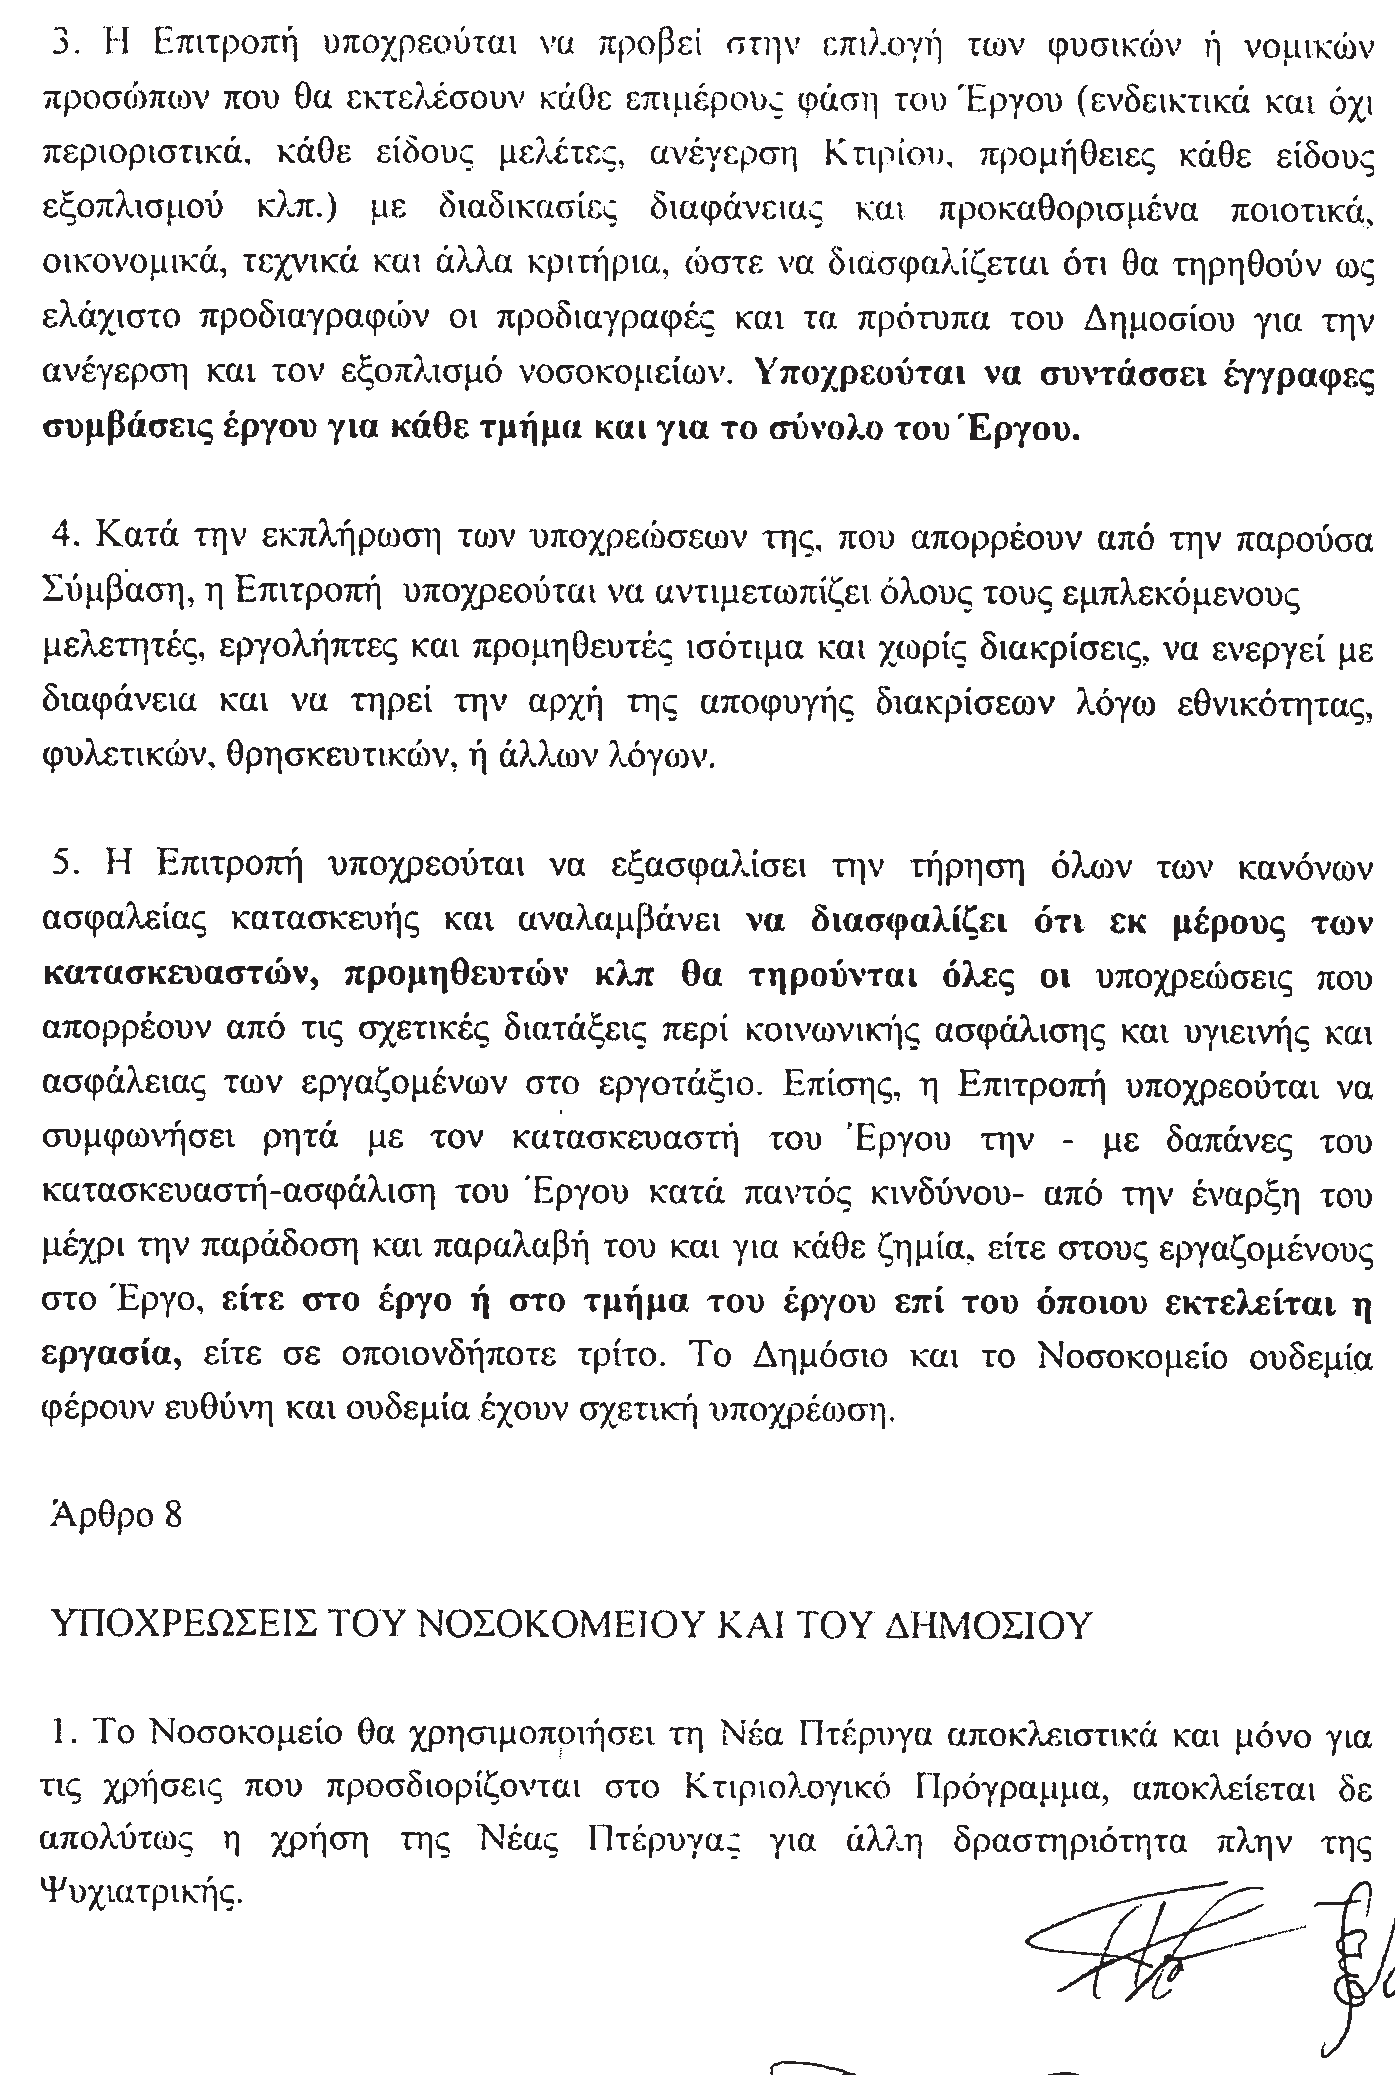 3. Η Επιτροπή υποχρεούται να προβεί στην επιλογή των φυσικών ή νομικών
προσώπων που θα εκτελέσουν κάθε επιμέρους φάση του Έργου (ενδεικτικά και όχι
περιοριστικά, κάθε είδους μελέτες, ανέγερση Κτιρίου, προμήθειες κάθε είδους
εξοπλισμού κλπ.) με διαδικασίες διαφάνειας και προκαθορισμένα ποιοτικά,
οικονομικά, τεχνικά και άλλα κριτήρια, ώστε να διασφαλίζεται ότι θα τηρηθούν ως
ελάχιστο προδιαγραφών οι προδιαγραφές και τα πρότυπα του Δημοσίου για την
ανέγερση και τον εξοπλισμό νοσοκομείων. Υποχρεούται να συντάσσει έγγραφες
συμβάσεις έργου για κάθε τμήμα και για το σύνολο του Έργου.
4. Κατά την εκπλήρωση των υποχρεώσεων της, που απορρέουν από την παρούσα
Σύμβαση, η Επιτροπή υποχρεούται να αντιμετωπίζει όλους τους εμπλεκόμενους
μελετητές, εργολήπτες και προμηθευτές ισότιμα και χωρίς διακρίσεις, να ενεργεί με
διαφάνεια και να τηρεί την αρχή της αποφυγής διακρίσεων λόγω εθνικότητας,
φυλετικών, θρησκευτικών, ή άλλων λόγων.
5. Η Επιτροπή υποχρεούται να εξασφαλίσει την τήρηση όλων των κανόνων
ασφαλείας κατασκευής και αναλαμβάνει να διασφαλίζει ότι εκ μέρους των
κατασκευαστών, προμηθευτών κλπ θα τηρούνται όλες οι υποχρεώσεις που
απορρέουν από τις σχετικές διατάξεις περί κοινωνικής ασφάλισης και υγιεινής και
ασφάλειας των εργαζομένων στο εργοτάξιο. Επίσης, η Επιτροπή υποχρεούται να
συμφωνήσει ρητά με τον κατασκευαστή του Έργου την - με δαπάνες του
κατασκευαστή-ασφάλιση του Έργου κατά παντός κινδύνου- από την έναρξη του
μέχρι την παράδοση και παραλαβή του και για κάθε ζημία, είτε στους εργαζομένους
στο Έργο, είτε στο έργο ή στο τμήμα του έργου επί του όποιου εκτελείται η
εργασία, είτε σε οποιονδήποτε τρίτο. Το Δημόσιο και το Νοσοκομείο ουδεμία
φέρουν ευθύνη και ουδεμία έχουν σχετική υποχρέωση.
Άρθρο 8
ΥΠΟΧΡΕΩΣΕΙΣ ΤΟΥ ΝΟΣΟΚΟΜΕΙΟΥ ΚΑΙ ΤΟΥ ΔΗΜΟΣΙΟΥ
1. Το Νοσοκομείο θα χρησιμοποιήσει τη Νέα Πτέρυγα αποκλειστικά και μόνο για
τις χρήσεις που προσδιορίζονται στο Κτιριολογικό Πρόγραμμα, αποκλείεται δε
απολύτως η χρήση της Νέας Πτέρυγας για άλλη δραστηριότητα πλην της
Ψυχιατρικής.